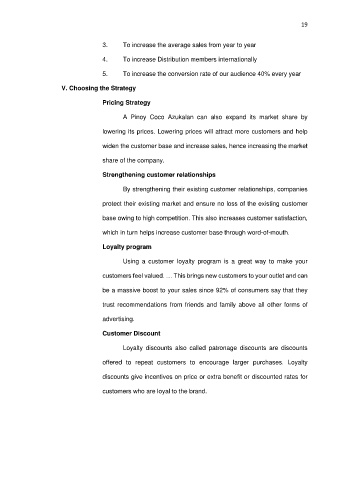 19
3. To increase the average sales from year to year
4. To increase Distribution members internationally
5. To increase the conversion rate of our audience 40% every year
V. Choosing the Strategy
Pricing Strategy
A Pinoy Coco Azukalan can also expand its market share by
lowering its prices. Lowering prices will attract more customers and help
widen the customer base and increase sales, hence increasing the market
share of the company.
Strengthening customer relationships
By strengthening their existing customer relationships, companies
protect their existing market and ensure no loss of the existing customer
base owing to high competition. This also increases customer satisfaction,
which in turn helps increase customer base through word-of-mouth.
Loyalty program
Using a customer loyalty program is a great way to make your
customers feel valued. ... This brings new customers to your outlet and can
be a massive boost to your sales since 92% of consumers say that they
trust recommendations from friends and family above all other forms of
advertising.
Customer Discount
Loyalty discounts also called patronage discounts are discounts
offered to repeat customers to encourage larger purchases. Loyalty
discounts give incentives on price or extra benefit or discounted rates for
customers who are loyal to the brand.